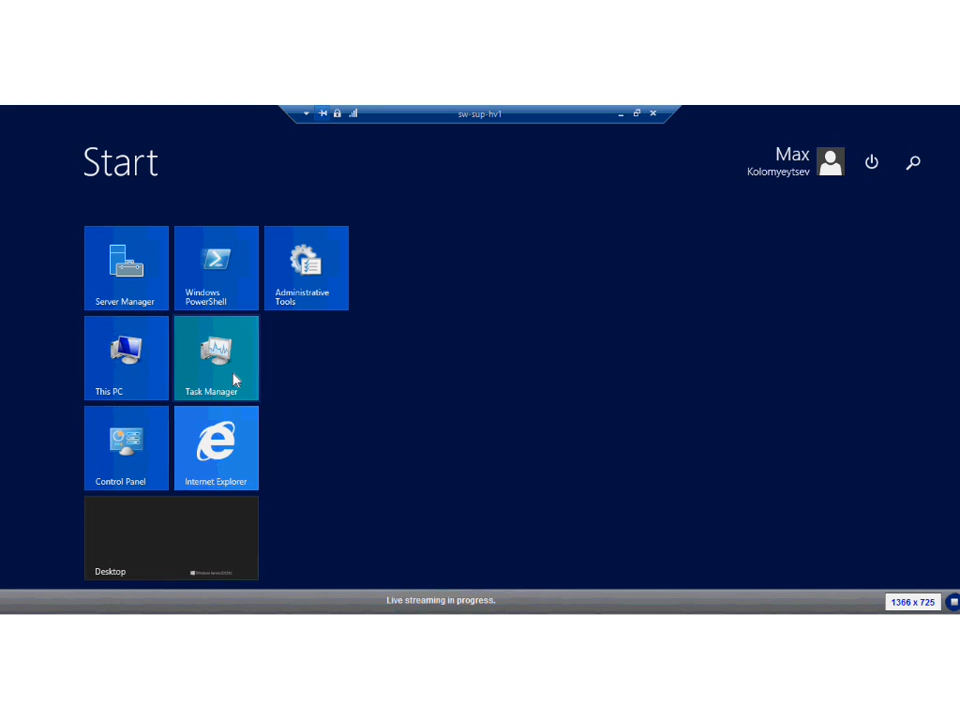 sw-sup-hv1
Start
Max
Kolomyeytsev
Server Manager
Windows
PowerShell
Administrative
Tools
This PC
Task Manager
Control Panel
Internet Explorer
Desktop
Live streaming in progress.
1366 x 725